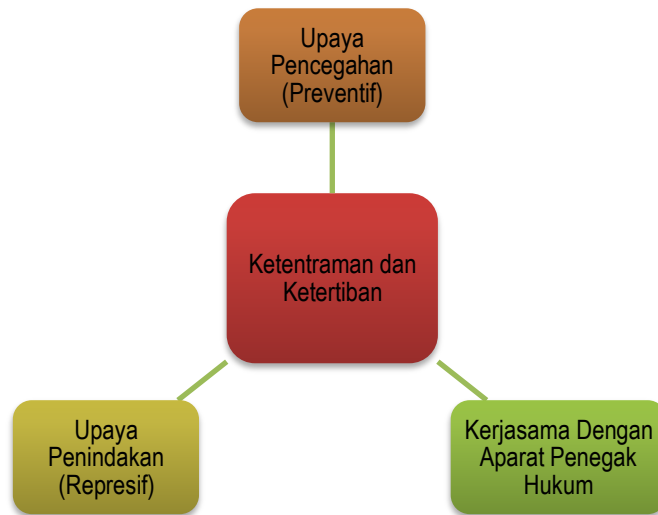 Upaya
Pencegahan
(Preventif)
Ketentraman dan
Ketertiban
Upaya
Penindakan
(Represif)
Kerjasama Dengan
Aparat Penegak
Hukum